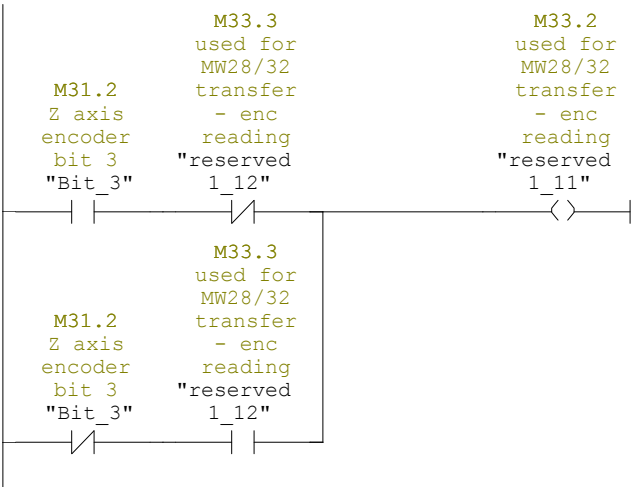 M33.3
used for
MW28/32
transfer
- enc
reading
"reserved
1_12"
M33.2
used for
MW28/32
transfer
- enc
reading
"reserved
1_11"
M31.2
Z axis
encoder
bit 3
"Bit_3"
M33.3
used for
MW28/32
transfer
- enc
reading
"reserved
1_12"
M31.2
Z axis
encoder
bit 3
"Bit_3"